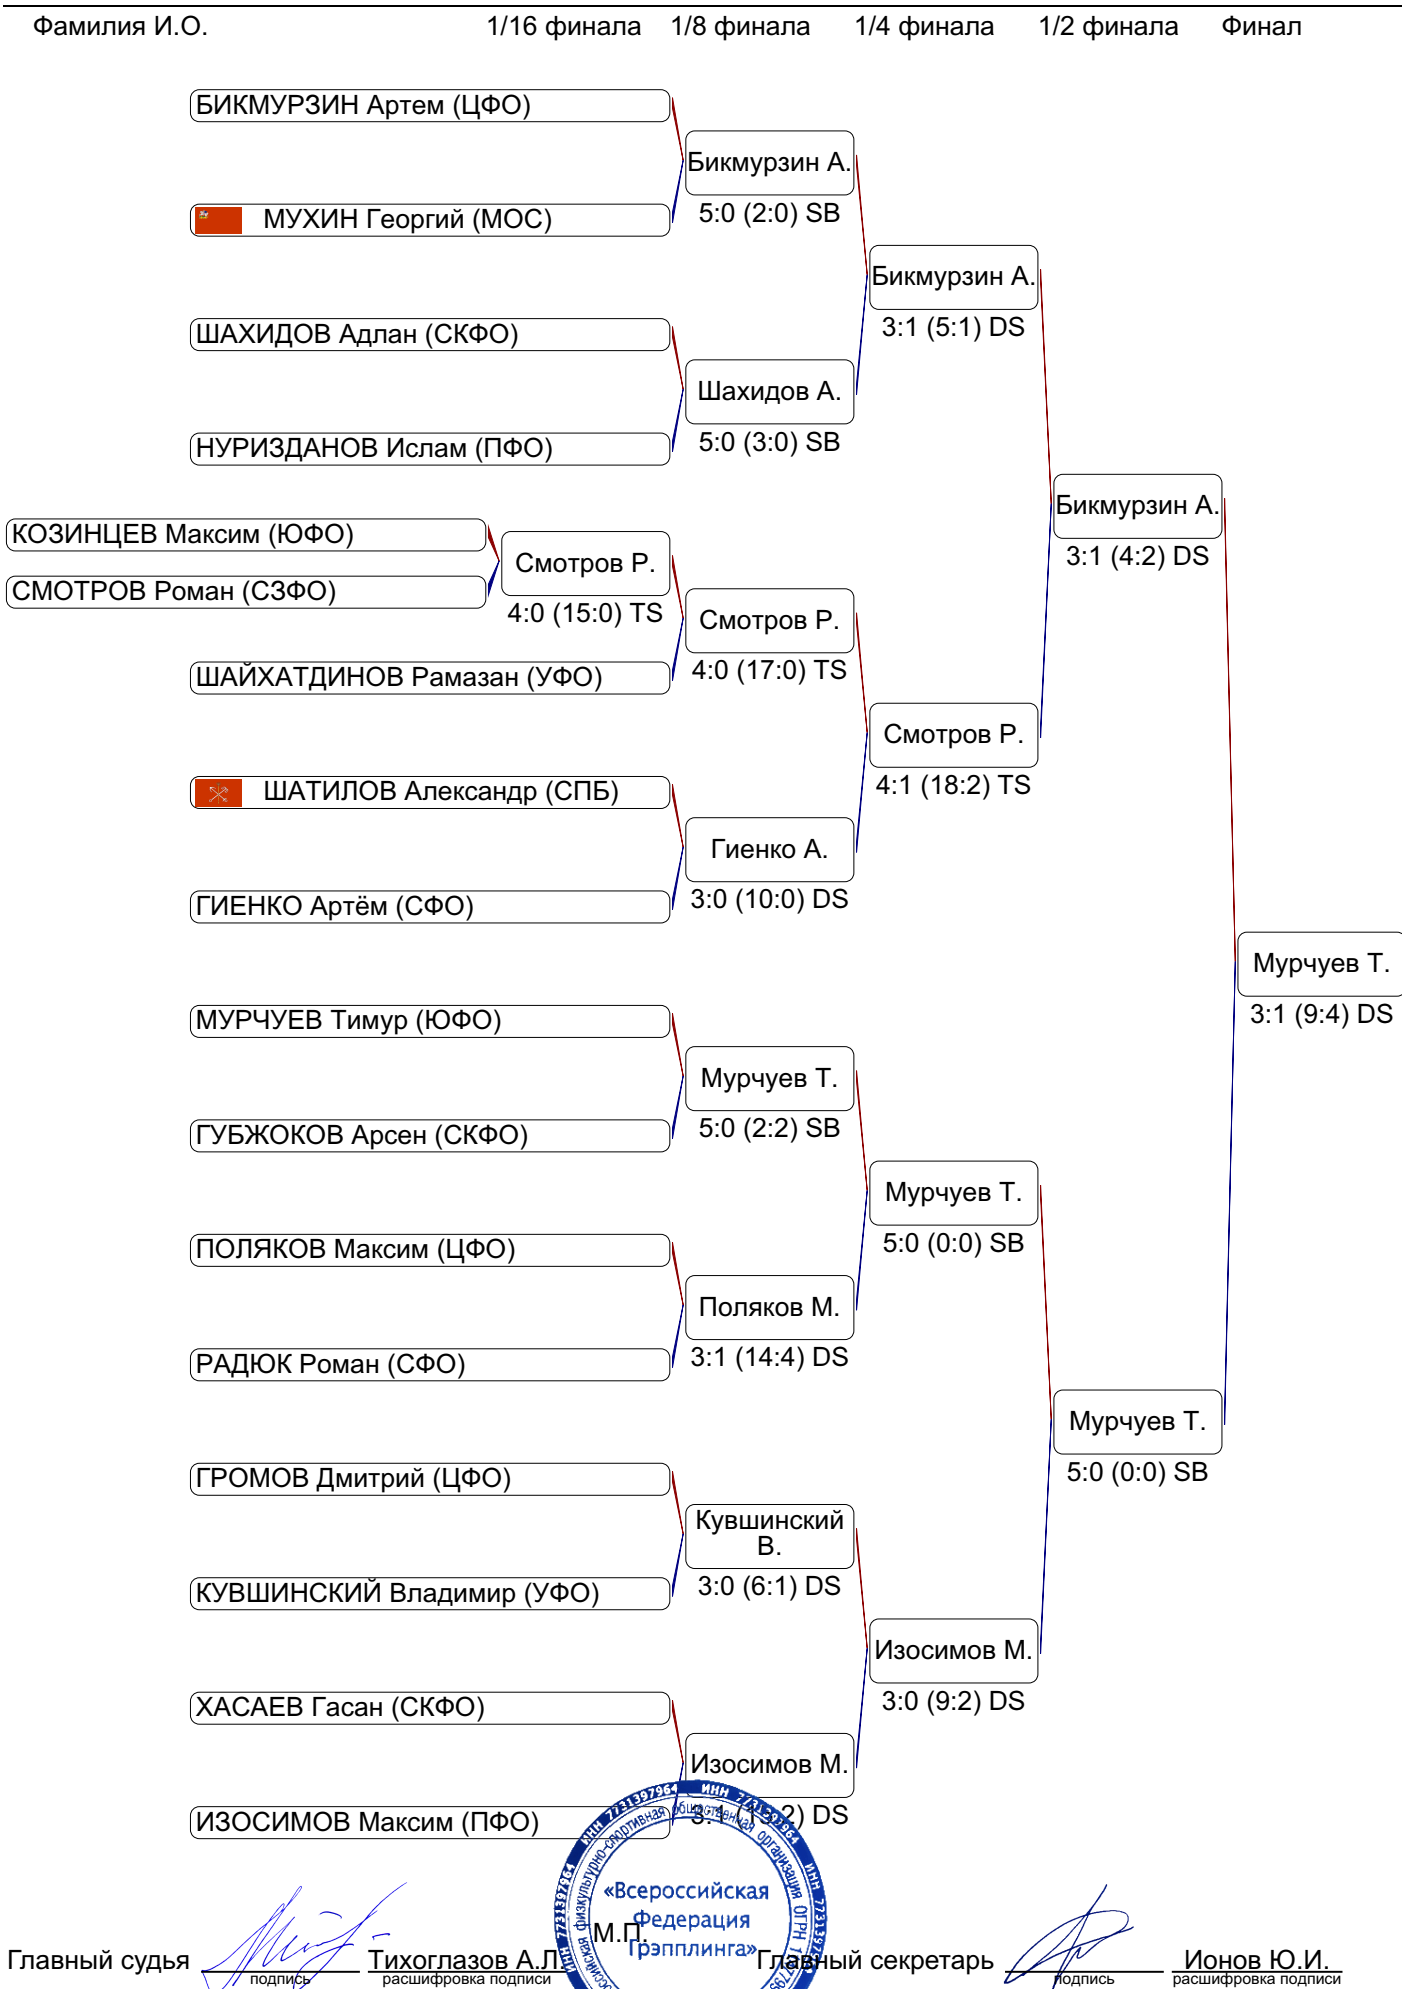 Фамилия И.О. 1/16 финала 1/8 финала 1/4 финала 1/2 финала Финал
БИКМУРЗИН Артем (ЦФО)
Бикмурзин А.
5:0 (2:0) SB
МУХИН Георгий (МОС)
Бикмурзин А.
3:1 (5:1) DS
ШАХИДОВ Адлан (СКФО)
Шахидов А.
5:0 (3:0) SB
НУРИЗДАНОВ Ислам (ПФО)
Бикмурзин А.
3:1 (4:2) DS
КОЗИНЦЕВ Максим (ЮФО)
Смотров Р.
СМОТРОВ Роман (СЗФО)
4:0 (15:0) TS
Смотров Р.
4:0 (17:0) TS
ШАЙХАТДИНОВ Рамазан (УФО)
Смотров Р.
4:1 (18:2) TS
ШАТИЛОВ Александр (СПБ)
Гиенко А.
3:0 (10:0) DS
ГИЕНКО Артём (СФО)
Мурчуев Т.
3:1 (9:4) DS
МУРЧУЕВ Тимур (ЮФО)
Мурчуев Т.
5:0 (2:2) SB
ГУБЖОКОВ Арсен (СКФО)
Мурчуев Т.
5:0 (0:0) SB
ПОЛЯКОВ Максим (ЦФО)
Поляков М.
3:1 (14:4) DS
РАДЮК Роман (СФО)
Мурчуев Т.
5:0 (0:0) SB
ГРОМОВ Дмитрий (ЦФО)
Кувшинский
В.
3:0 (6:1) DS
КУВШИНСКИЙ Владимир (УФО)
Изосимов М.
3:0 (9:2) DS
ХАСАЕВ Гасан (СКФО)
Изосимов М.
DS
ИЗОСИМОВ Максим (ПФО)
ИНН 7731397964 ИНН 7731397964 ИНН
общественная организация ОГРН
«Всероссийская
Федерация
Грэпплинга»
М.П.
Главный судья Тихоглазов А.Л. Главный секретарь Ионов Ю.И.
подпись расшифровка подписи подпись расшифровка подписи